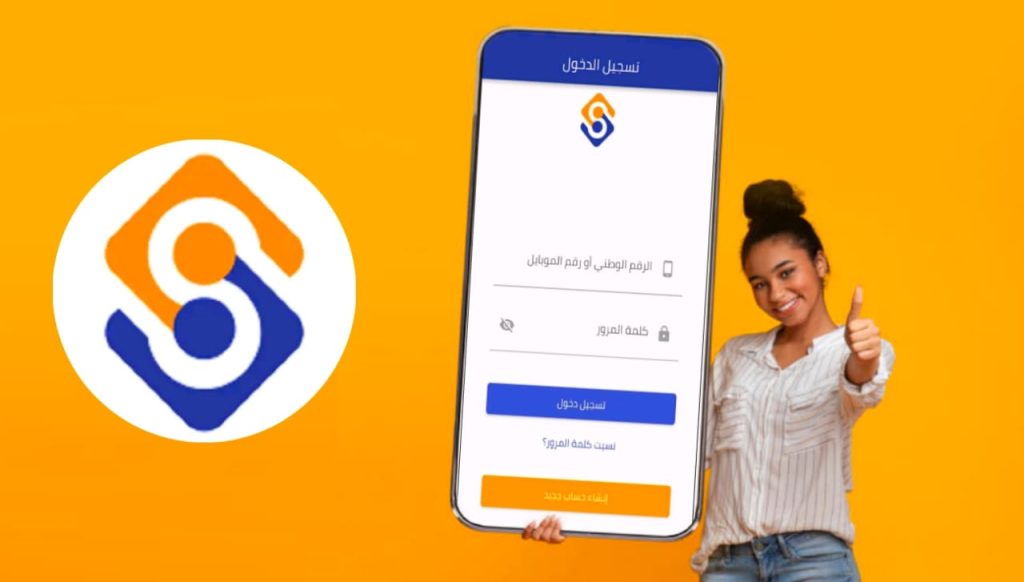 تسجيل الدخول
الرقم الوطني أو رقم الموبايل
كلمة المرور
تسجيل دخول
نسيت كلمة المرور؟
إنشاء حساب جديد